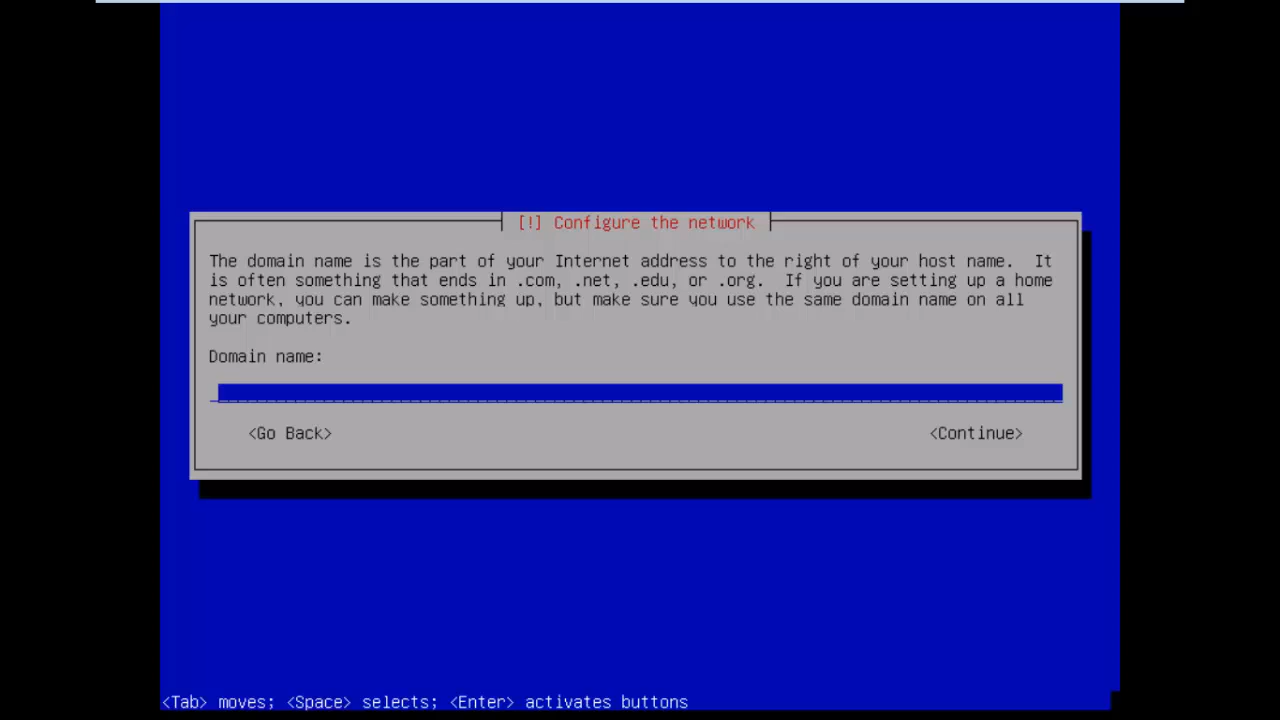 [!] Configure the network
The domain name is the part of your Internet address to the right of your host name.  It
is often something that ends in .com, .net, .edu, or .org.  If you are setting up a home
network, you can make something up, but make sure you use the same domain name on all
your computers.
Domain name:
<Go Back> <Continue>
<Tab> moves; <Space> selects; <Enter> activates buttons